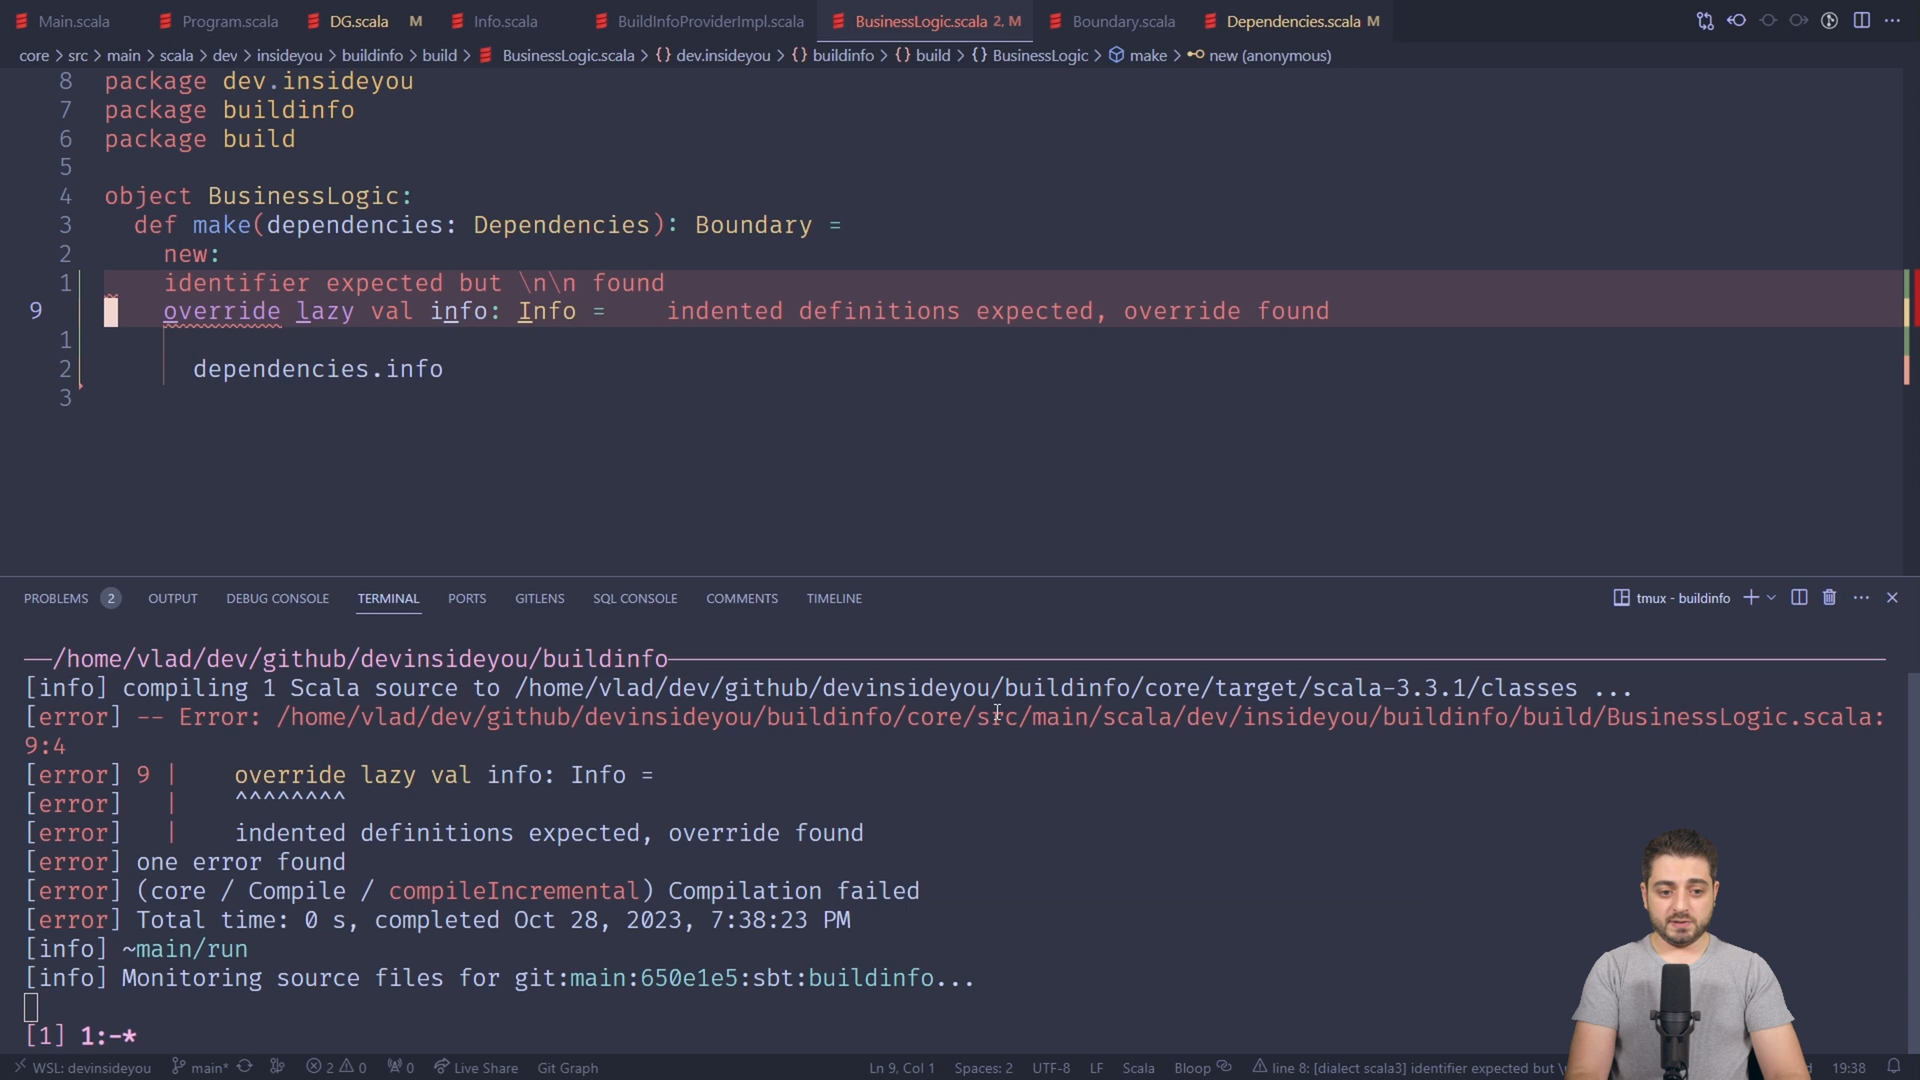 Main.scala Program.scala DG.scala M Info.scala BuildInfoProviderImpl.scala BusinessLogic.scala 2, M Boundary.scala Dependencies.scala M
core > src > main > scala > dev > insideyou > buildinfo > build > BusinessLogic.scala > {} dev.insideyou > {} buildinfo > {} build > {} BusinessLogic > make > new (anonymous)
8 package dev.insideyou
7 package buildinfo
6 package build
5
4 object BusinessLogic:
3 def make(dependencies: Dependencies): Boundary =
2 new:
1 identifier expected but \n\n found
9 override lazy val info: Info = indented definitions expected, override found
1
2 dependencies.info
3
PROBLEMS 2 OUTPUT DEBUG CONSOLE TERMINAL PORTS GITLENS SQL CONSOLE COMMENTS TIMELINE tmux - buildinfo
/home/vlad/dev/github/devinsideyou/buildinfo
[info] compiling 1 Scala source to /home/vlad/dev/github/devinsideyou/buildinfo/core/target/scala-3.3.1/classes ...
[error] -- Error: /home/vlad/dev/github/devinsideyou/buildinfo/core/src/main/scala/dev/insideyou/buildinfo/build/BusinessLogic.scala:
9:4
[error] 9 | override lazy val info: Info =
[error] | ^^^^^^^^
[error] | indented definitions expected, override found
[error] one error found
[error] (core / Compile / compileIncremental) Compilation failed
[error] Total time: 0 s, completed Oct 28, 2023, 7:38:23 PM
[info] ~main/run
[info] Monitoring source files for git:main:650e1e5:sbt:buildinfo...
[1] 1:-*
WSL: devinsideyou main* 2 0 0 Live Share Git Graph Ln 9, Col 1 Spaces: 2 UTF-8 LF Scala Bloop line 8: [dialect scala3] identifier expected but 19:38